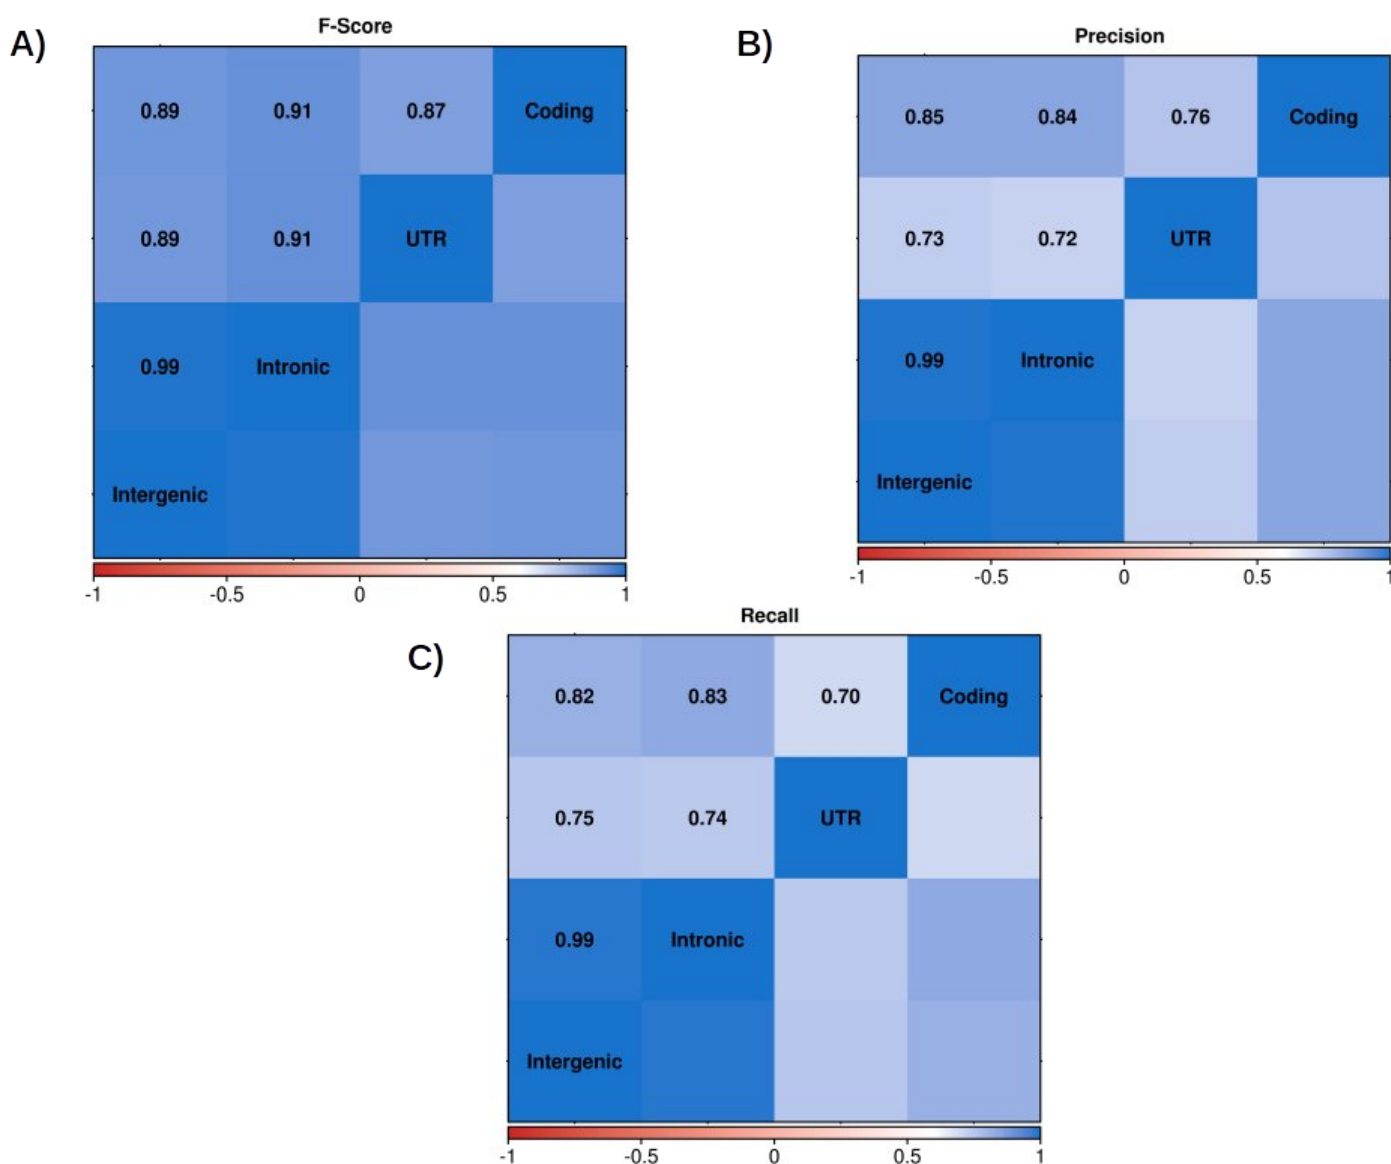 A)
F-Score
0.89 0.91 0.87 Coding
0.89 0.91 UTR
0.99 Intronic
Intergenic
-1 -0.5 0 0.5 1
B)
Precision
0.85 0.84 0.76 Coding
0.73 0.72 UTR
0.99 Intronic
Intergenic
-1 -0.5 0 0.5 1
C)
Recall
0.82 0.83 0.70 Coding
0.75 0.74 UTR
0.99 Intronic
Intergenic
-1 -0.5 0 0.5 1